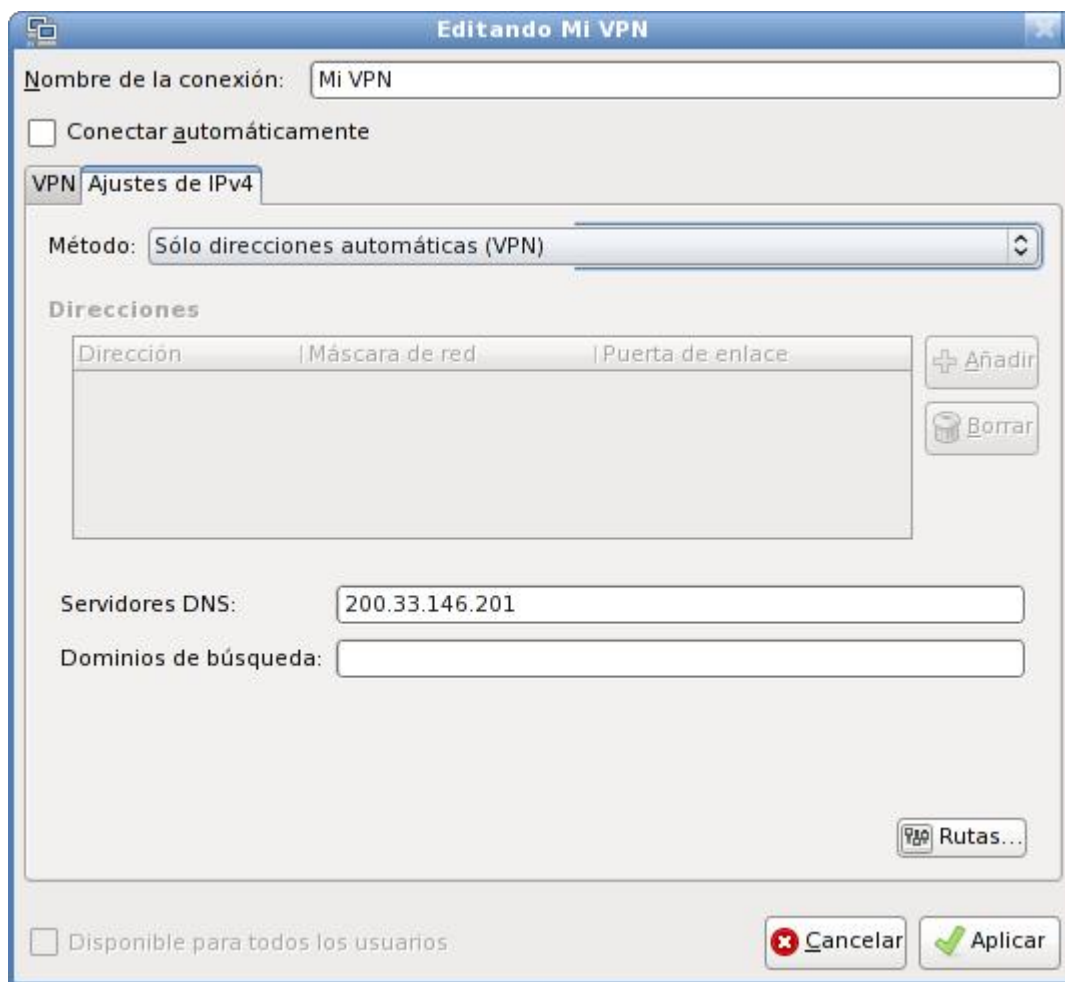 Editando Mi VPN
Nombre de la conexión: Mi VPN
Conectar automáticamente
VPN Ajustes de IPv4
Método: Sólo direcciones automáticas (VPN)
Direcciones
Dirección Máscara de red Puerta de enlace
Añadir
Borrar
Servidores DNS: 200.33.146.201
Dominios de búsqueda:
Rutas...
Disponible para todos los usuarios Cancelar Aplicar